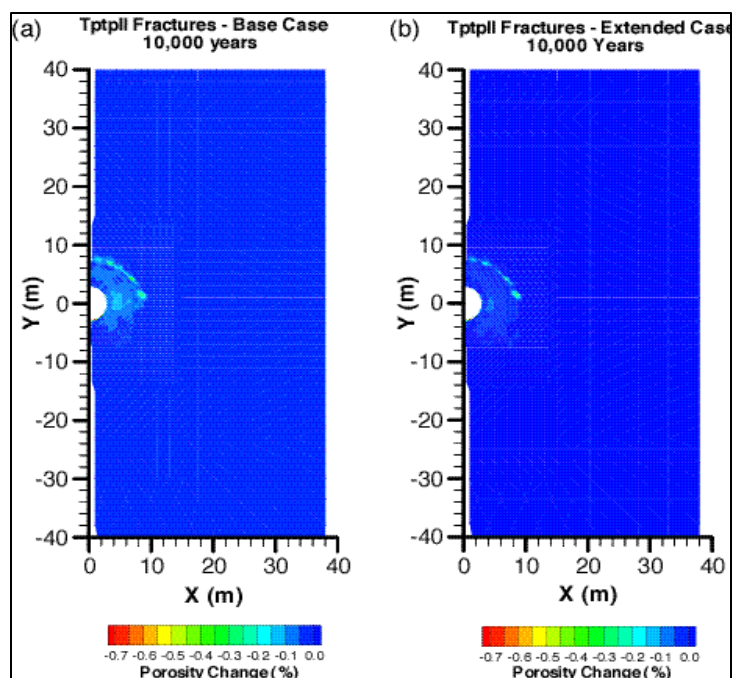 (a) Tptpll Fractures - Base Case
10,000 years
40
30
20
10
0
-10
-20
-30
-40
Y (m)
0 10 20 30 40
X (m)
-0.7 -0.6 -0.5 -0.4 -0.3 -0.2 -0.1 0.0
Porosity Change (%)
(b) Tptpll Fractures - Extended Case
10,000 Years
40
30
20
10
0
-10
-20
-30
-40
Y (m)
0 10 20 30 40
X (m)
-0.7 -0.6 -0.5 -0.4 -0.3 -0.2 -0.1 0.0
Porosity Change (%)